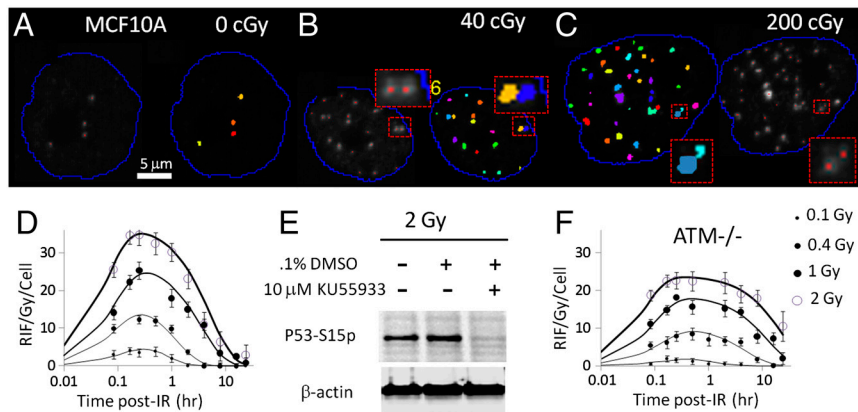 A MCF10A 0 cGy B 40 cGy C 200 cGy
6
5 μm
D
30
20
10
0
RIF/Gy/Cell
0.01 0.1 1 10
Time post-IR (hr)
E 2 Gy
.1% DMSO – + +
10 μM KU55933 – – +
P53-S15p
β-actin
F ATM-/-
30
20
10
0
RIF/Gy/Cell
0.01 0.1 1 10
Time post-IR (hr)
0.1 Gy
0.4 Gy
1 Gy
2 Gy